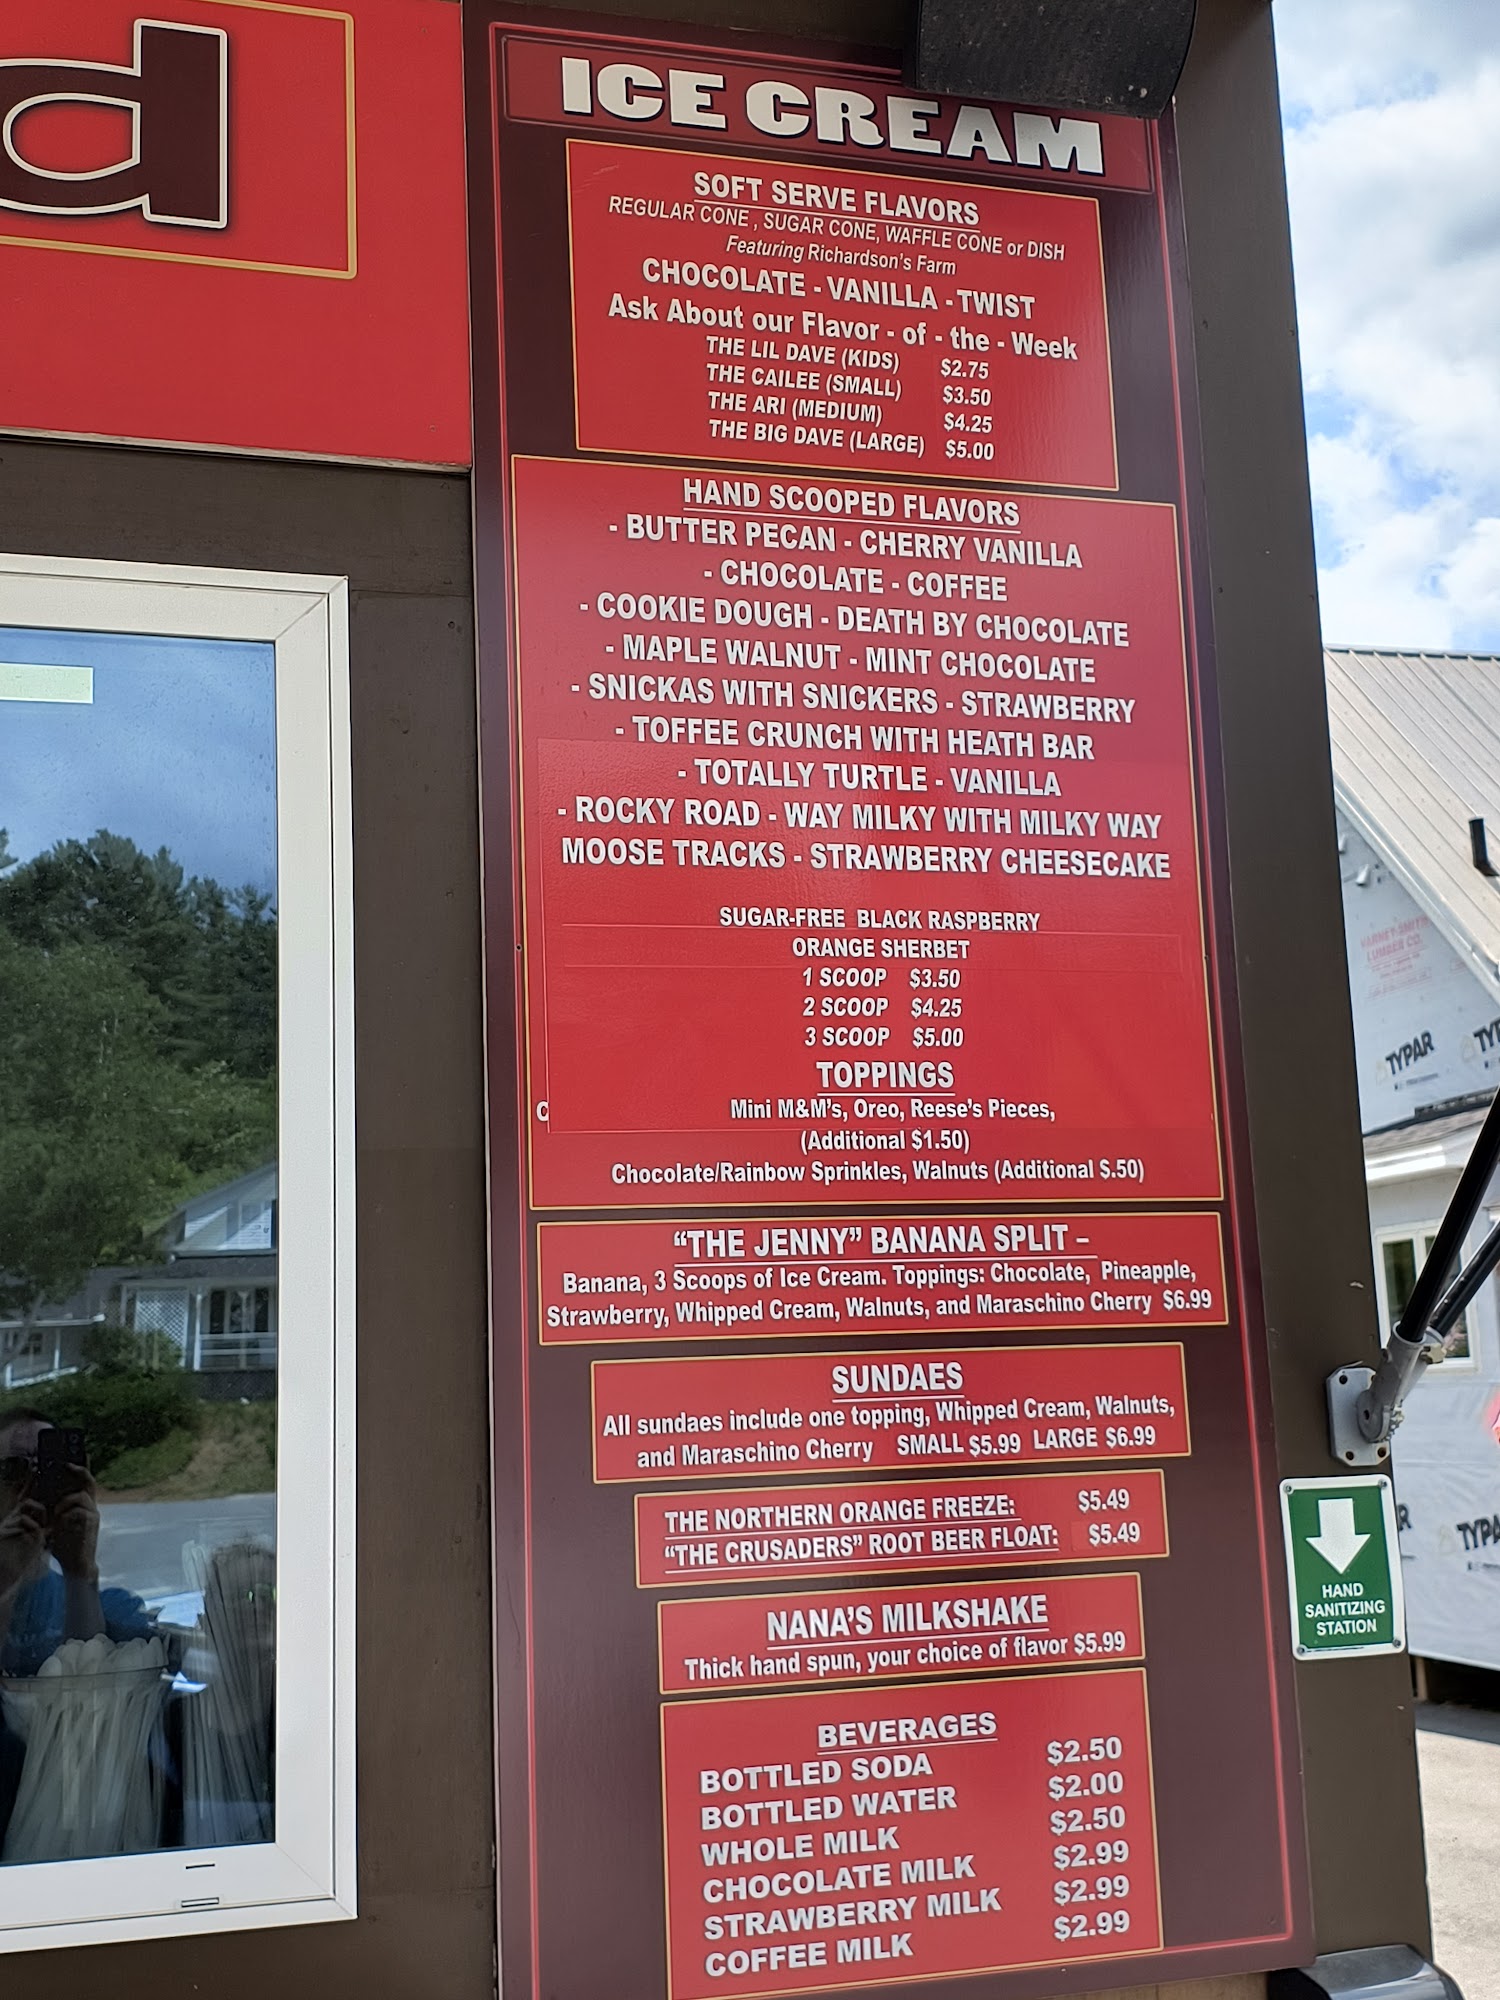 d
ICE CREAM
SOFT SERVE FLAVORS
REGULAR CONE , SUGAR CONE, WAFFLE CONE or DISH
Featuring Richardson's Farm
CHOCOLATE - VANILLA - TWIST
Ask About our Flavor - of - the - Week
THE LIL DAVE (KIDS) $2.75
THE CAILEE (SMALL) $3.50
THE ARI (MEDIUM) $4.25
THE BIG DAVE (LARGE) $5.00
HAND SCOOPED FLAVORS
- BUTTER PECAN - CHERRY VANILLA
- CHOCOLATE - COFFEE
- COOKIE DOUGH - DEATH BY CHOCOLATE
- MAPLE WALNUT - MINT CHOCOLATE
- SNICKAS WITH SNICKERS - STRAWBERRY
- TOFFEE CRUNCH WITH HEATH BAR
- TOTALLY TURTLE - VANILLA
- ROCKY ROAD - WAY MILKY WITH MILKY WAY
MOOSE TRACKS - STRAWBERRY CHEESECAKE
SUGAR-FREE BLACK RASPBERRY
ORANGE SHERBET
1 SCOOP $3.50
2 SCOOP $4.25
3 SCOOP $5.00
TOPPINGS
C
Mini M&M's, Oreo, Reese's Pieces,
(Additional $1.50)
Chocolate/Rainbow Sprinkles, Walnuts (Additional $.50)
"THE JENNY" BANANA SPLIT –
Banana, 3 Scoops of Ice Cream. Toppings: Chocolate, Pineapple,
Strawberry, Whipped Cream, Walnuts, and Maraschino Cherry $6.99
SUNDAES
All sundaes include one topping, Whipped Cream, Walnuts,
and Maraschino Cherry SMALL $5.99 LARGE $6.99
THE NORTHERN ORANGE FREEZE: $5.49
"THE CRUSADERS" ROOT BEER FLOAT: $5.49
NANA'S MILKSHAKE
Thick hand spun, your choice of flavor $5.99
BEVERAGES
BOTTLED SODA $2.50
BOTTLED WATER $2.00
WHOLE MILK $2.50
CHOCOLATE MILK $2.99
STRAWBERRY MILK $2.99
COFFEE MILK $2.99
HAND
SANITIZING
STATION
LUMBER CO.
TYPAR
TY
R
TYPA